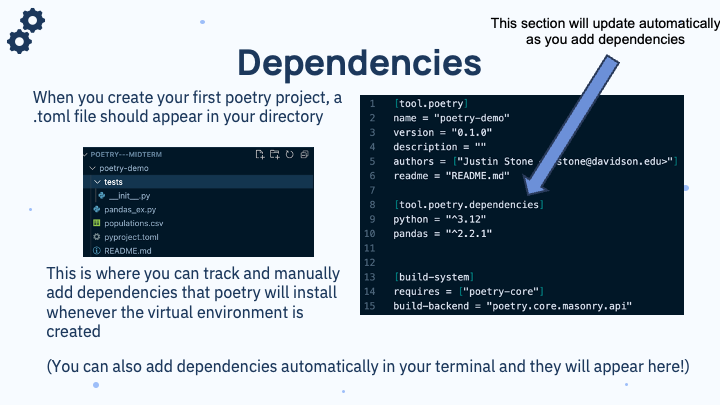 This section will update automatically
as you add dependencies
Dependencies
When you create your first poetry project, a
.toml file should appear in your directory
POETRY---MIDTERM
poetry-demo
tests
__init__.py
pandas_ex.py
populations.csv
pyproject.toml
README.md
This is where you can track and manually
add dependencies that poetry will install
whenever the virtual environment is
created
1 [tool.poetry]
2 name = "poetry-demo"
3 version = "0.1.0"
4 description = ""
5 authors = ["Justin Stone stone@davidson.edu>"]
6 readme = "README.md"
7
8 [tool.poetry.dependencies]
9 python = "^3.12"
10 pandas = "^2.2.1"
11
12
13 [build-system]
14 requires = ["poetry-core"]
15 build-backend = "poetry.core.masonry.api"
(You can also add dependencies automatically in your terminal and they will appear here!)